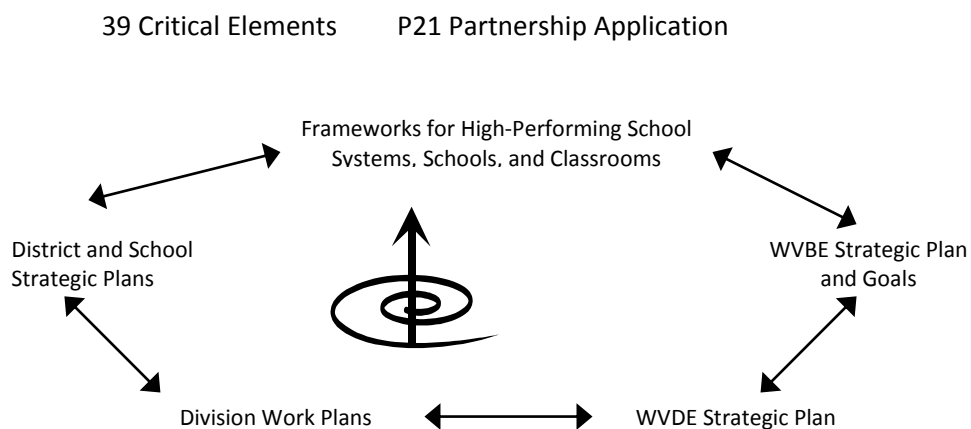 39 Critical Elements P21 Partnership Application
Frameworks for High-Performing School
Systems, Schools, and Classrooms
District and School
Strategic Plans
WVBE Strategic Plan
and Goals
Division Work Plans
WVDE Strategic Plan